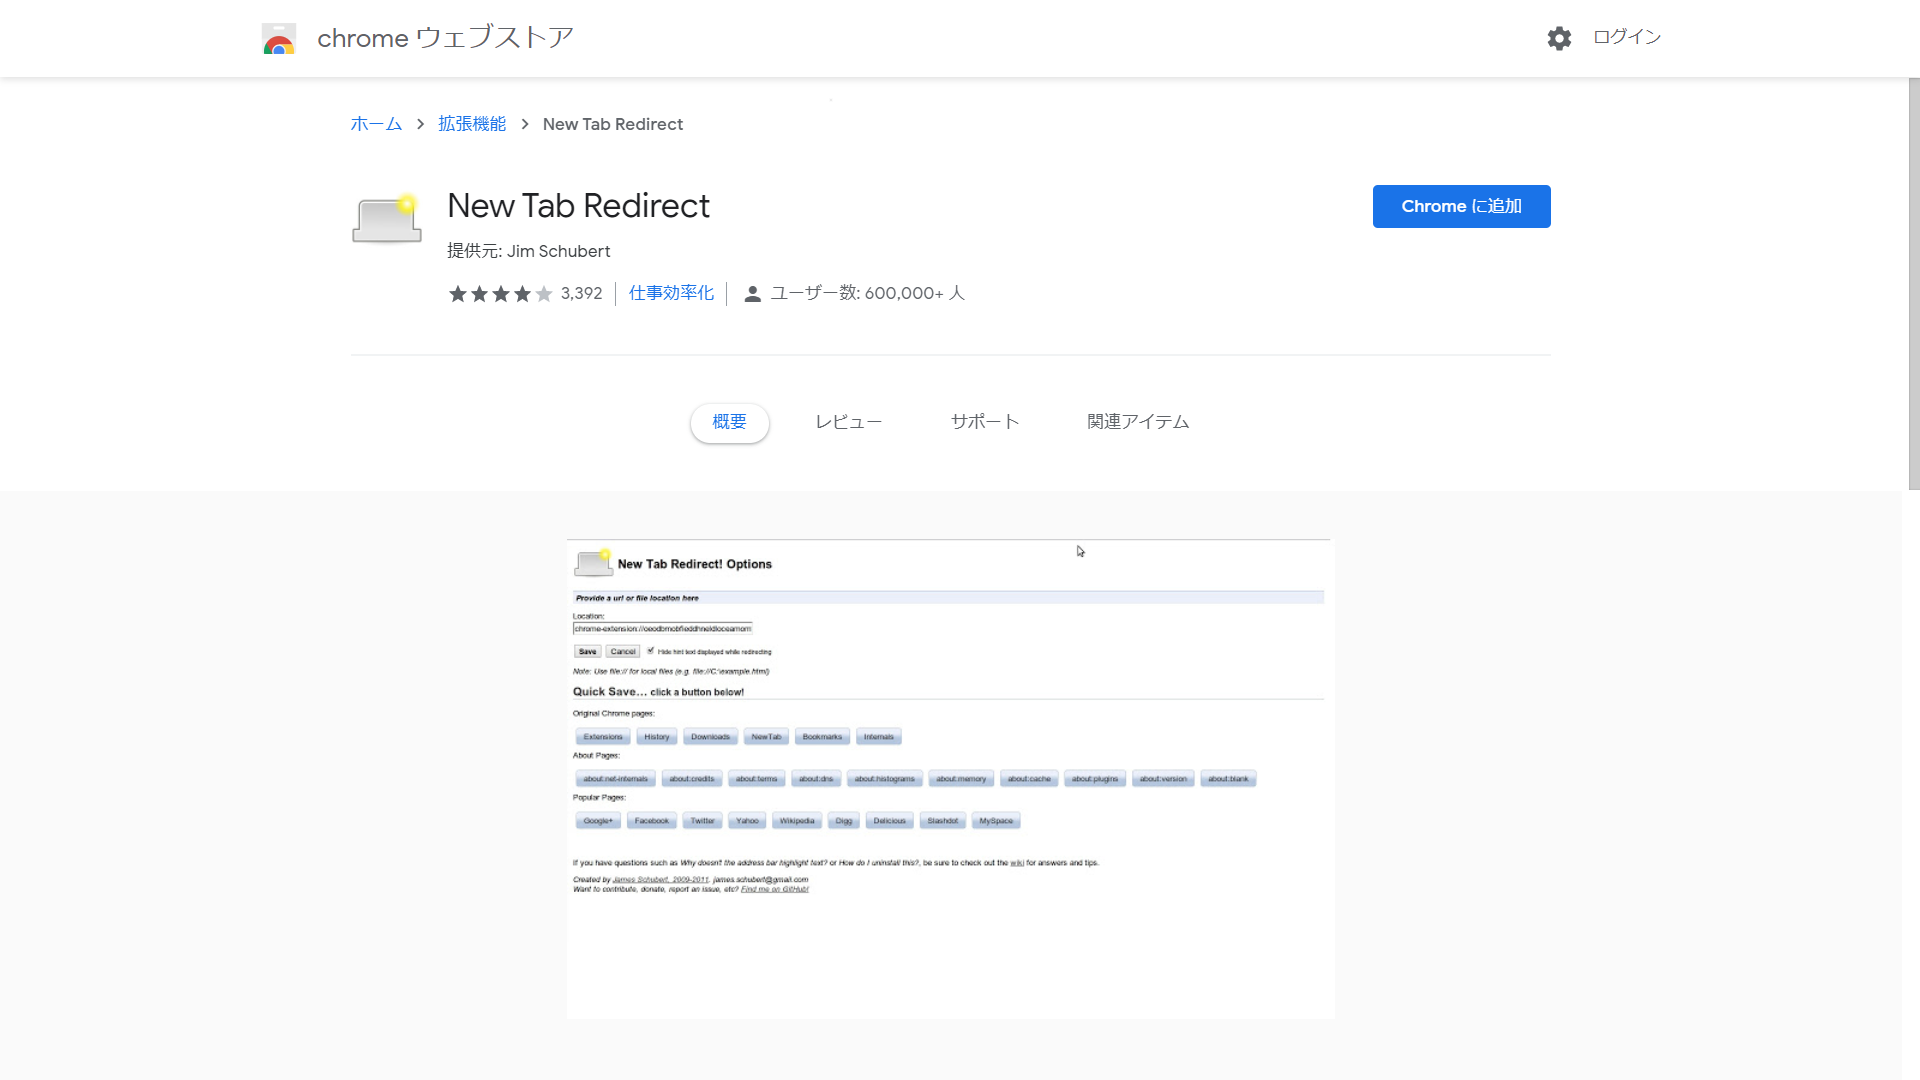 chrome ウェブストア
ログイン
ホーム > 拡張機能 > New Tab Redirect
New Tab Redirect
Chrome に追加
提供元: Jim Schubert
3,392 仕事効率化 ユーザー数: 600,000+ 人
概要 レビュー サポート 関連アイテム
New Tab Redirect! Options
Provide a url or file location here
Location:
Save Cancel Hide hint text displayed while redirecting
Note: Use file:// for local files (e.g. file://C:\example.html)
Quick Save... click a button below!
Original Chrome pages:
Extensions History Downloads NewTab Bookmarks Internals
About Pages:
about:net-internals about:credits about:terms about:dns about:histograms about:memory about:cache about:plugins about:version about:blank
Popular Pages:
Google+ Facebook Twitter Yahoo Wikipedia Digg Delicious Slashdot MySpace
If you have questions such as Why doesn't the address bar highlight text? or How do I uninstall this?, be sure to check out the wiki for answers and tips.
Created by James Schubert, 2009-2011. james.schubert@gmail.com
Want to contribute, donate, report an issue, etc? Find me on GitHub!